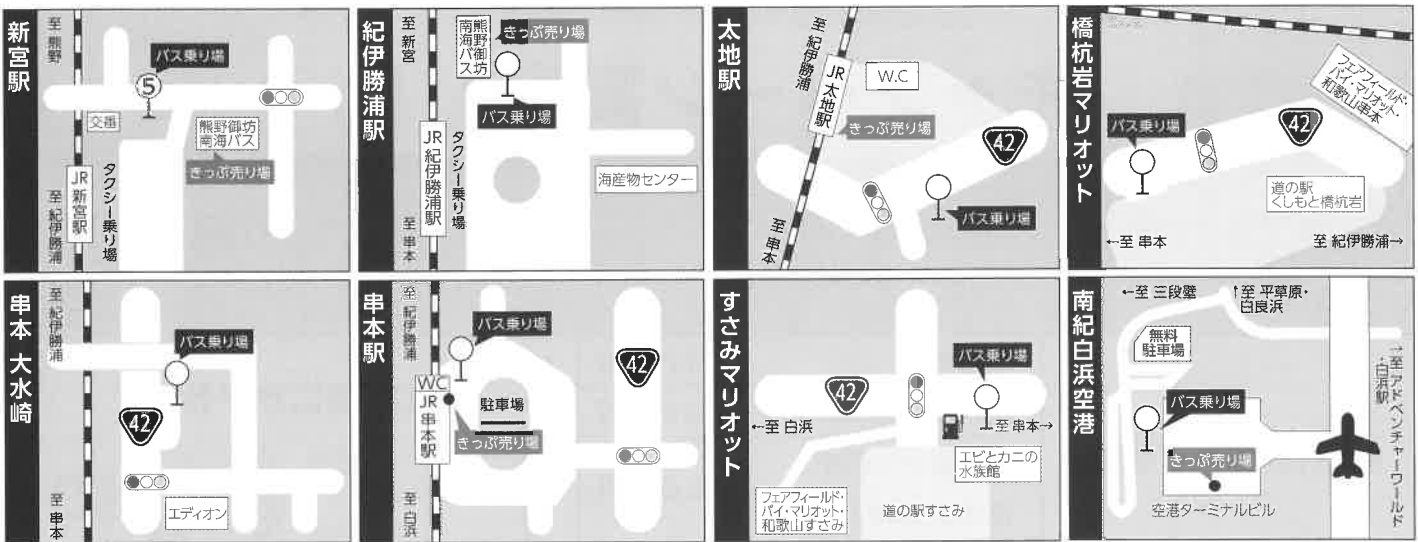 新宮駅
至 熊野
バス乗り場
5
交番
熊野御坊
南海バス
きっぷ売り場
JR 新宮駅
タクシー乗り場
至 紀伊勝浦
紀伊勝浦駅
至 新宮
熊野御坊
南海バス
きっぷ売り場
バス乗り場
JR 紀伊勝浦駅
タクシー乗り場
海産物センター
至 串本
太地駅
至 紀伊勝浦
JR 太地駅
W.C
きっぷ売り場
42
バス乗り場
至 串本
橋杭岩マリオット
フェアフィールド・
バイ・マリオット・
和歌山串本
バス乗り場
42
道の駅
くしもと橋杭岩
←至 串本
至 紀伊勝浦→
串本 大水崎
至 紀伊勝浦
バス乗り場
42
エディオン
至 串本
串本駅
至 紀伊勝浦
バス乗り場
42
WC
JR 串本駅
駐車場
きっぷ売り場
至 白浜
すさみマリオット
バス乗り場
42
←至 白浜
至 串本→
エビとカニの
水族館
フェアフィールド・
バイ・マリオット・
和歌山すさみ
道の駅すさみ
南紀白浜空港
←至 三段壁
↑至 平草原・
白良浜
無料
駐車場
→至 アドベンチャーワールド
・白浜駅
バス乗り場
きっぷ売り場
空港ターミナルビル